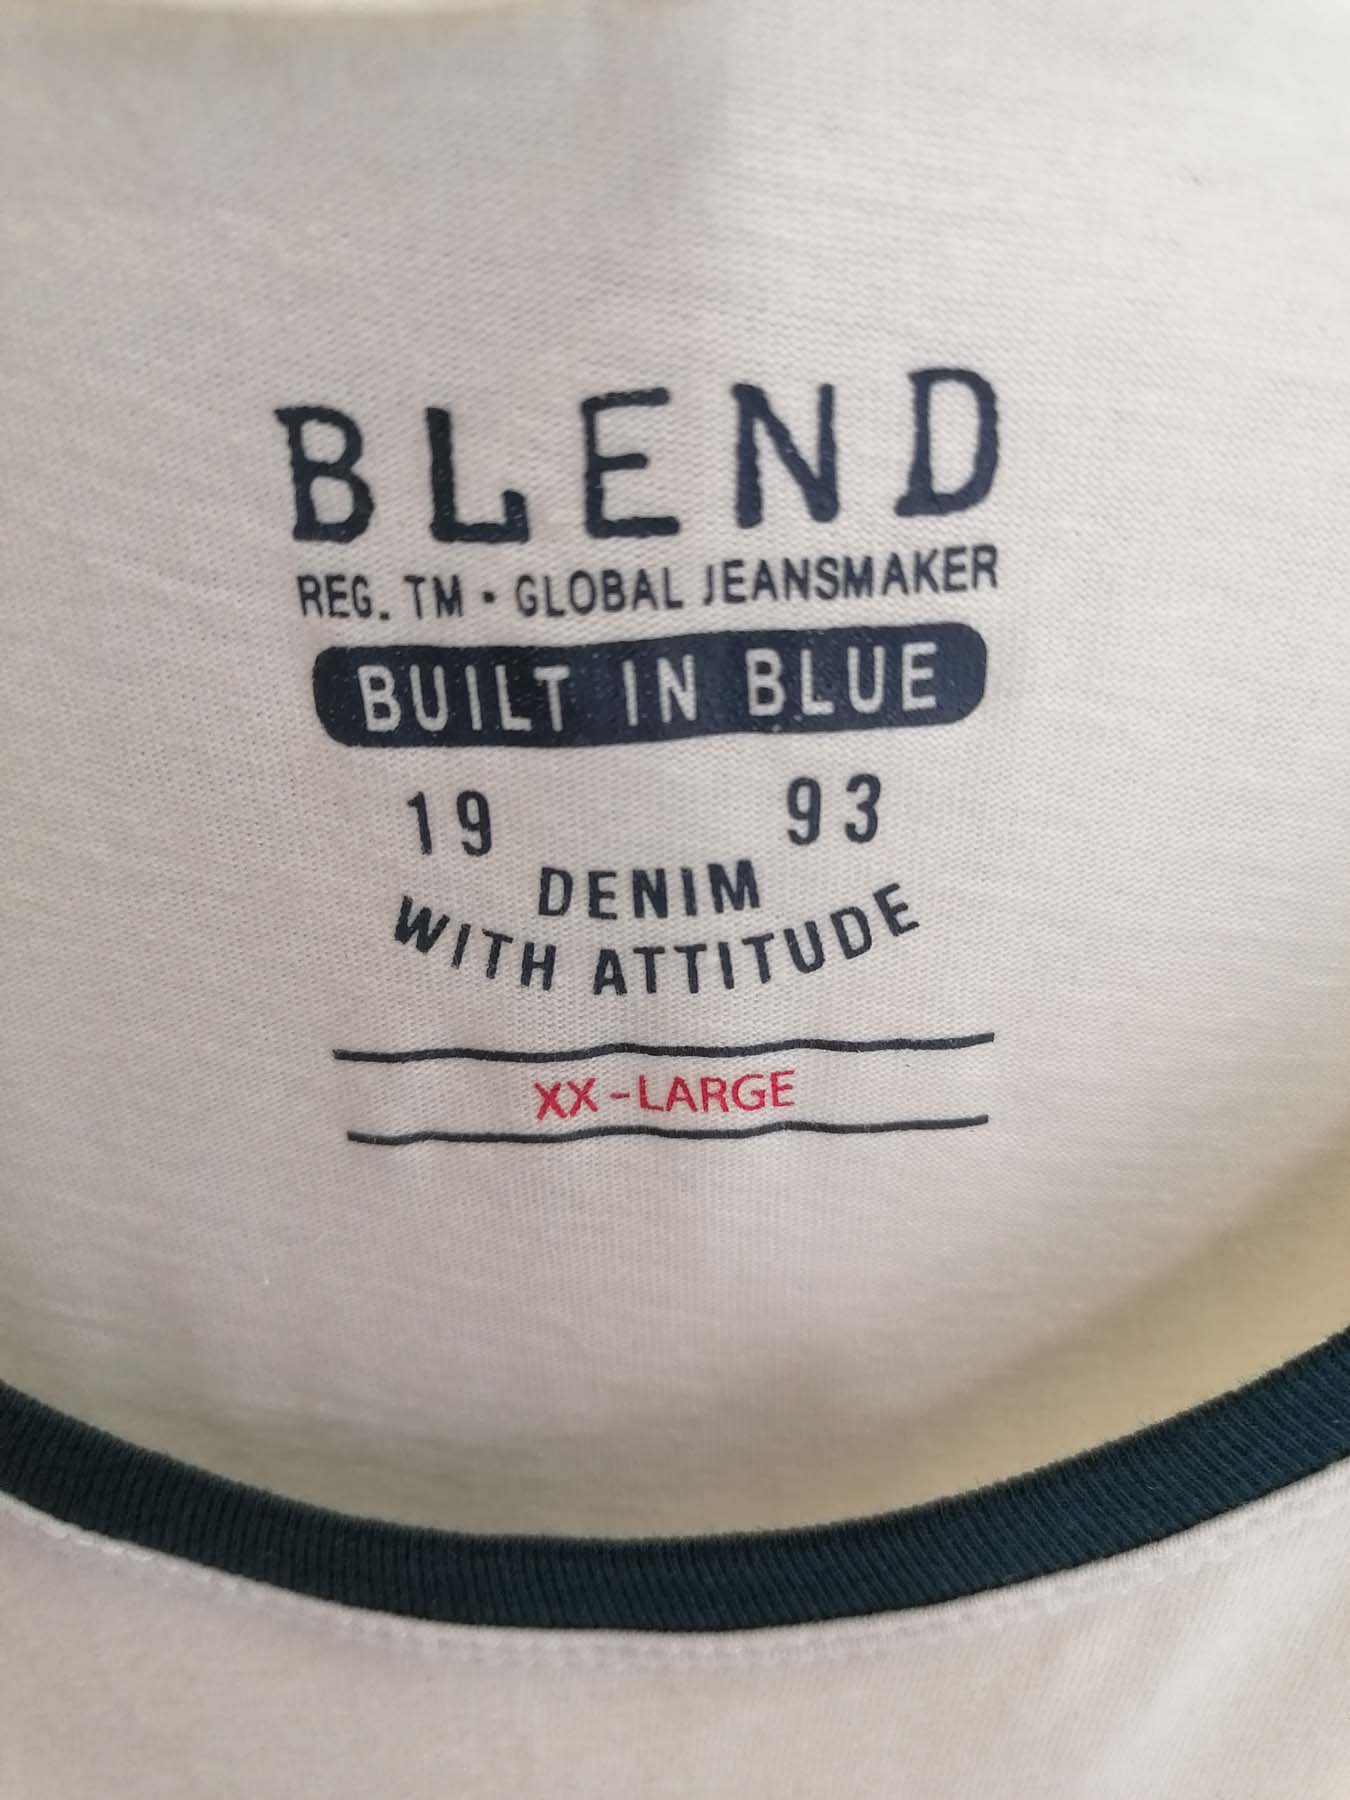 BLEND
REG. TM • GLOBAL JEANSMAKER
BUILT IN BLUE
19 93
DENIM
WITH ATTITUDE
XX-LARGE